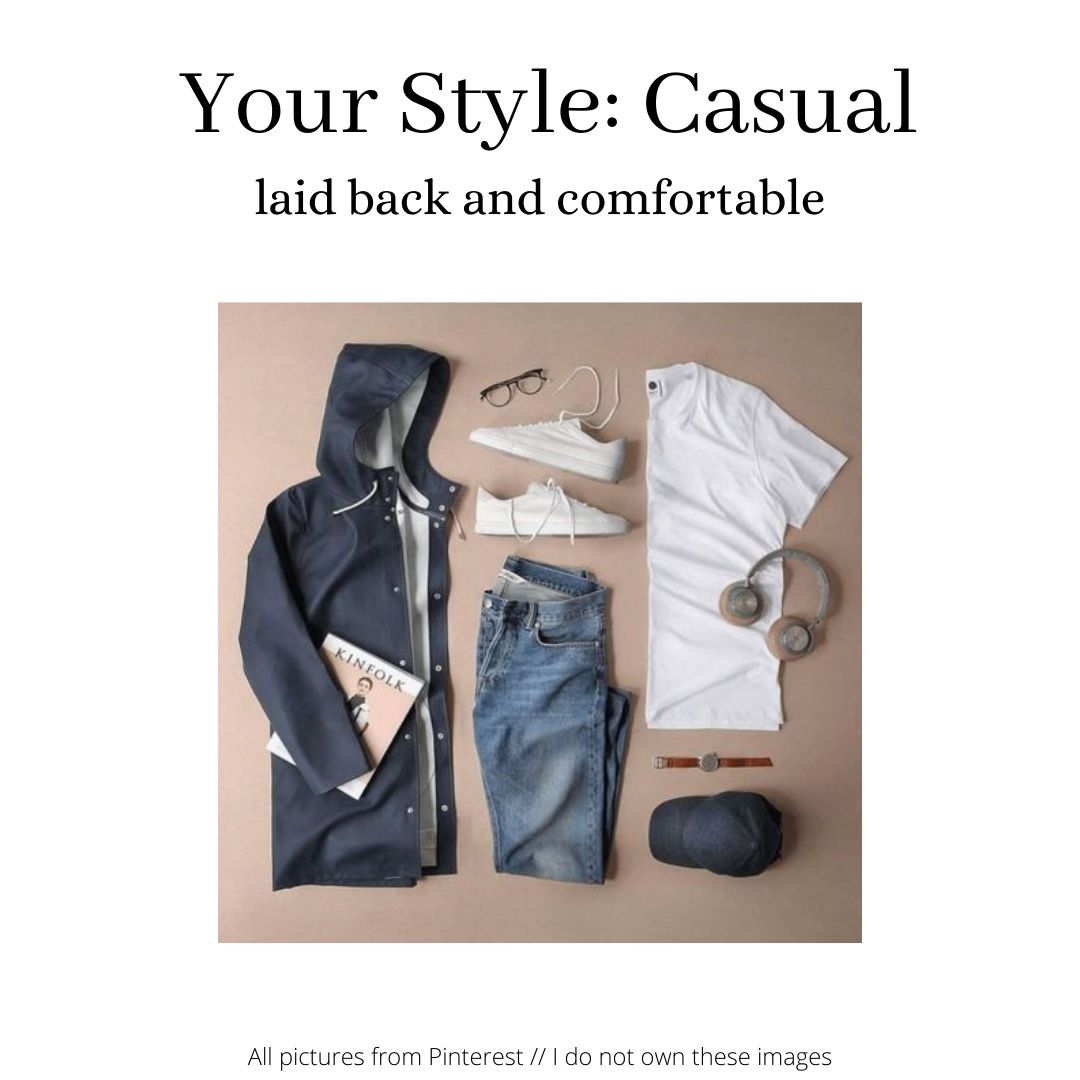 Your Style: Casual
laid back and comfortable
KINFOLK
All pictures from Pinterest // I do not own these images